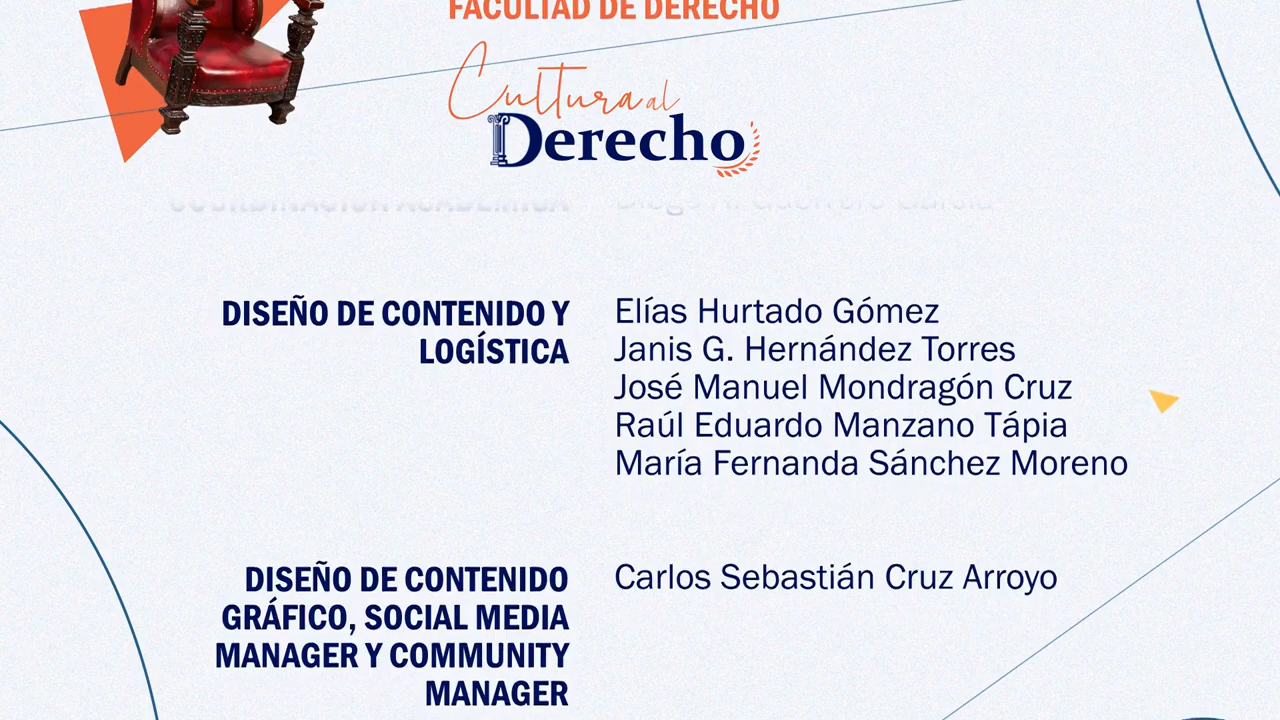 FACULTAD DE DERECHO
Cultura al
Derecho
DISEÑO DE CONTENIDO Y
LOGÍSTICA
Elías Hurtado Gómez
Janis G. Hernández Torres
José Manuel Mondragón Cruz
Raúl Eduardo Manzano Tápia
María Fernanda Sánchez Moreno
DISEÑO DE CONTENIDO
GRÁFICO, SOCIAL MEDIA
MANAGER Y COMMUNITY
MANAGER
Carlos Sebastián Cruz Arroyo